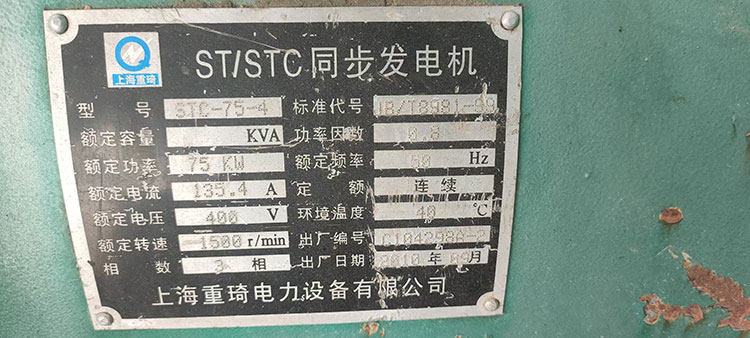 上海重琦
ST/STC同步发电机
型号 STC-75-4 标准代号 JB/T8981-99
额定容量 KVA 功率因数 0.8
额定功率 75 KW 额定频率 50 Hz
额定电流 135.4 A 定额 连续
额定电压 400 V 环境温度 40 ℃
额定转速 1500 r/min 出厂编号 C104298A-2
相数 3 相 出厂日期 2010 年 09 月
上海重琦电力设备有限公司